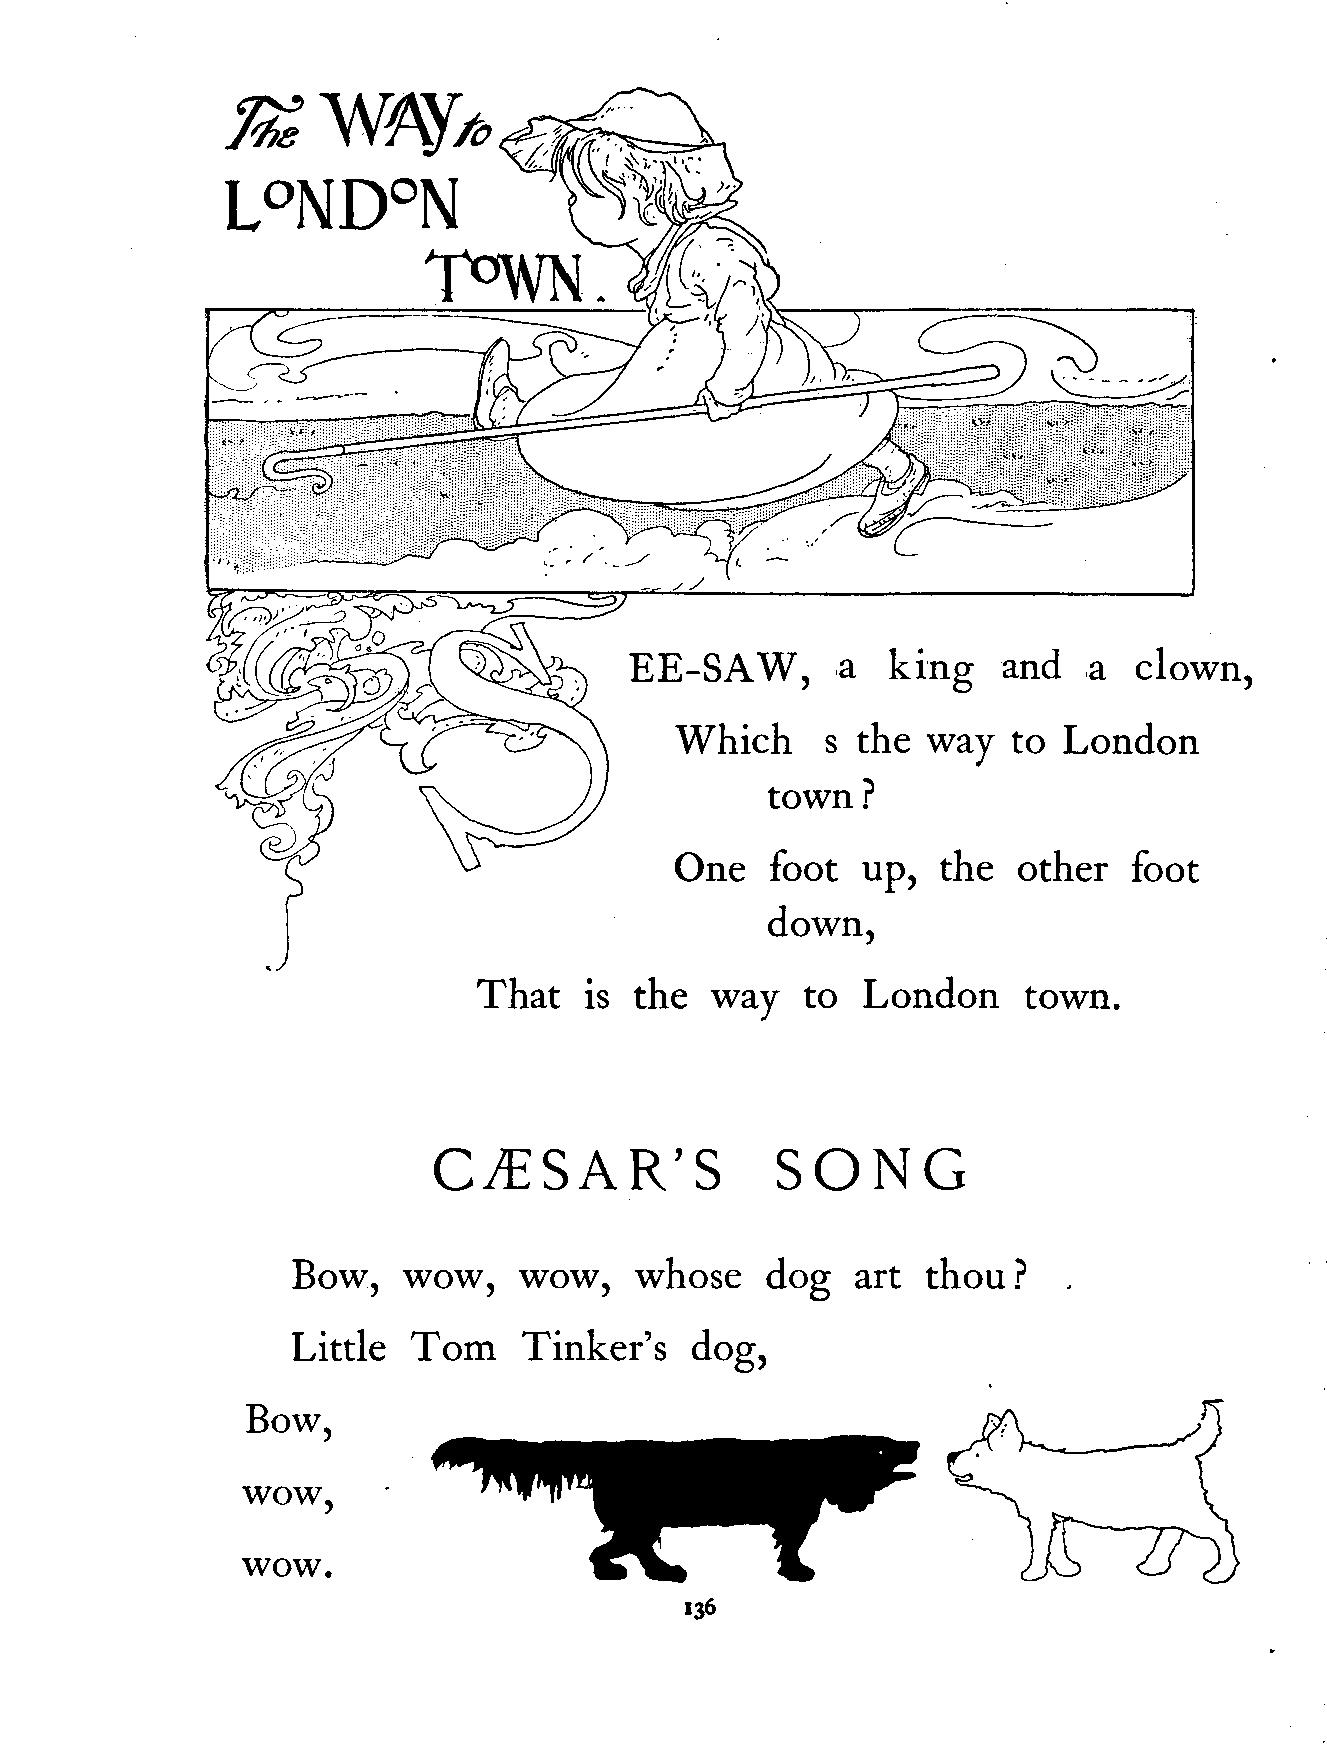 The WAY to
LONDON
TOWN.
SEE-SAW, a king and a clown,
Which s the way to London
town?
One foot up, the other foot
down,
That is the way to London town.
CÆSAR'S SONG
Bow, wow, wow, whose dog art thou?
Little Tom Tinker's dog,
Bow,
wow,
wow.
136